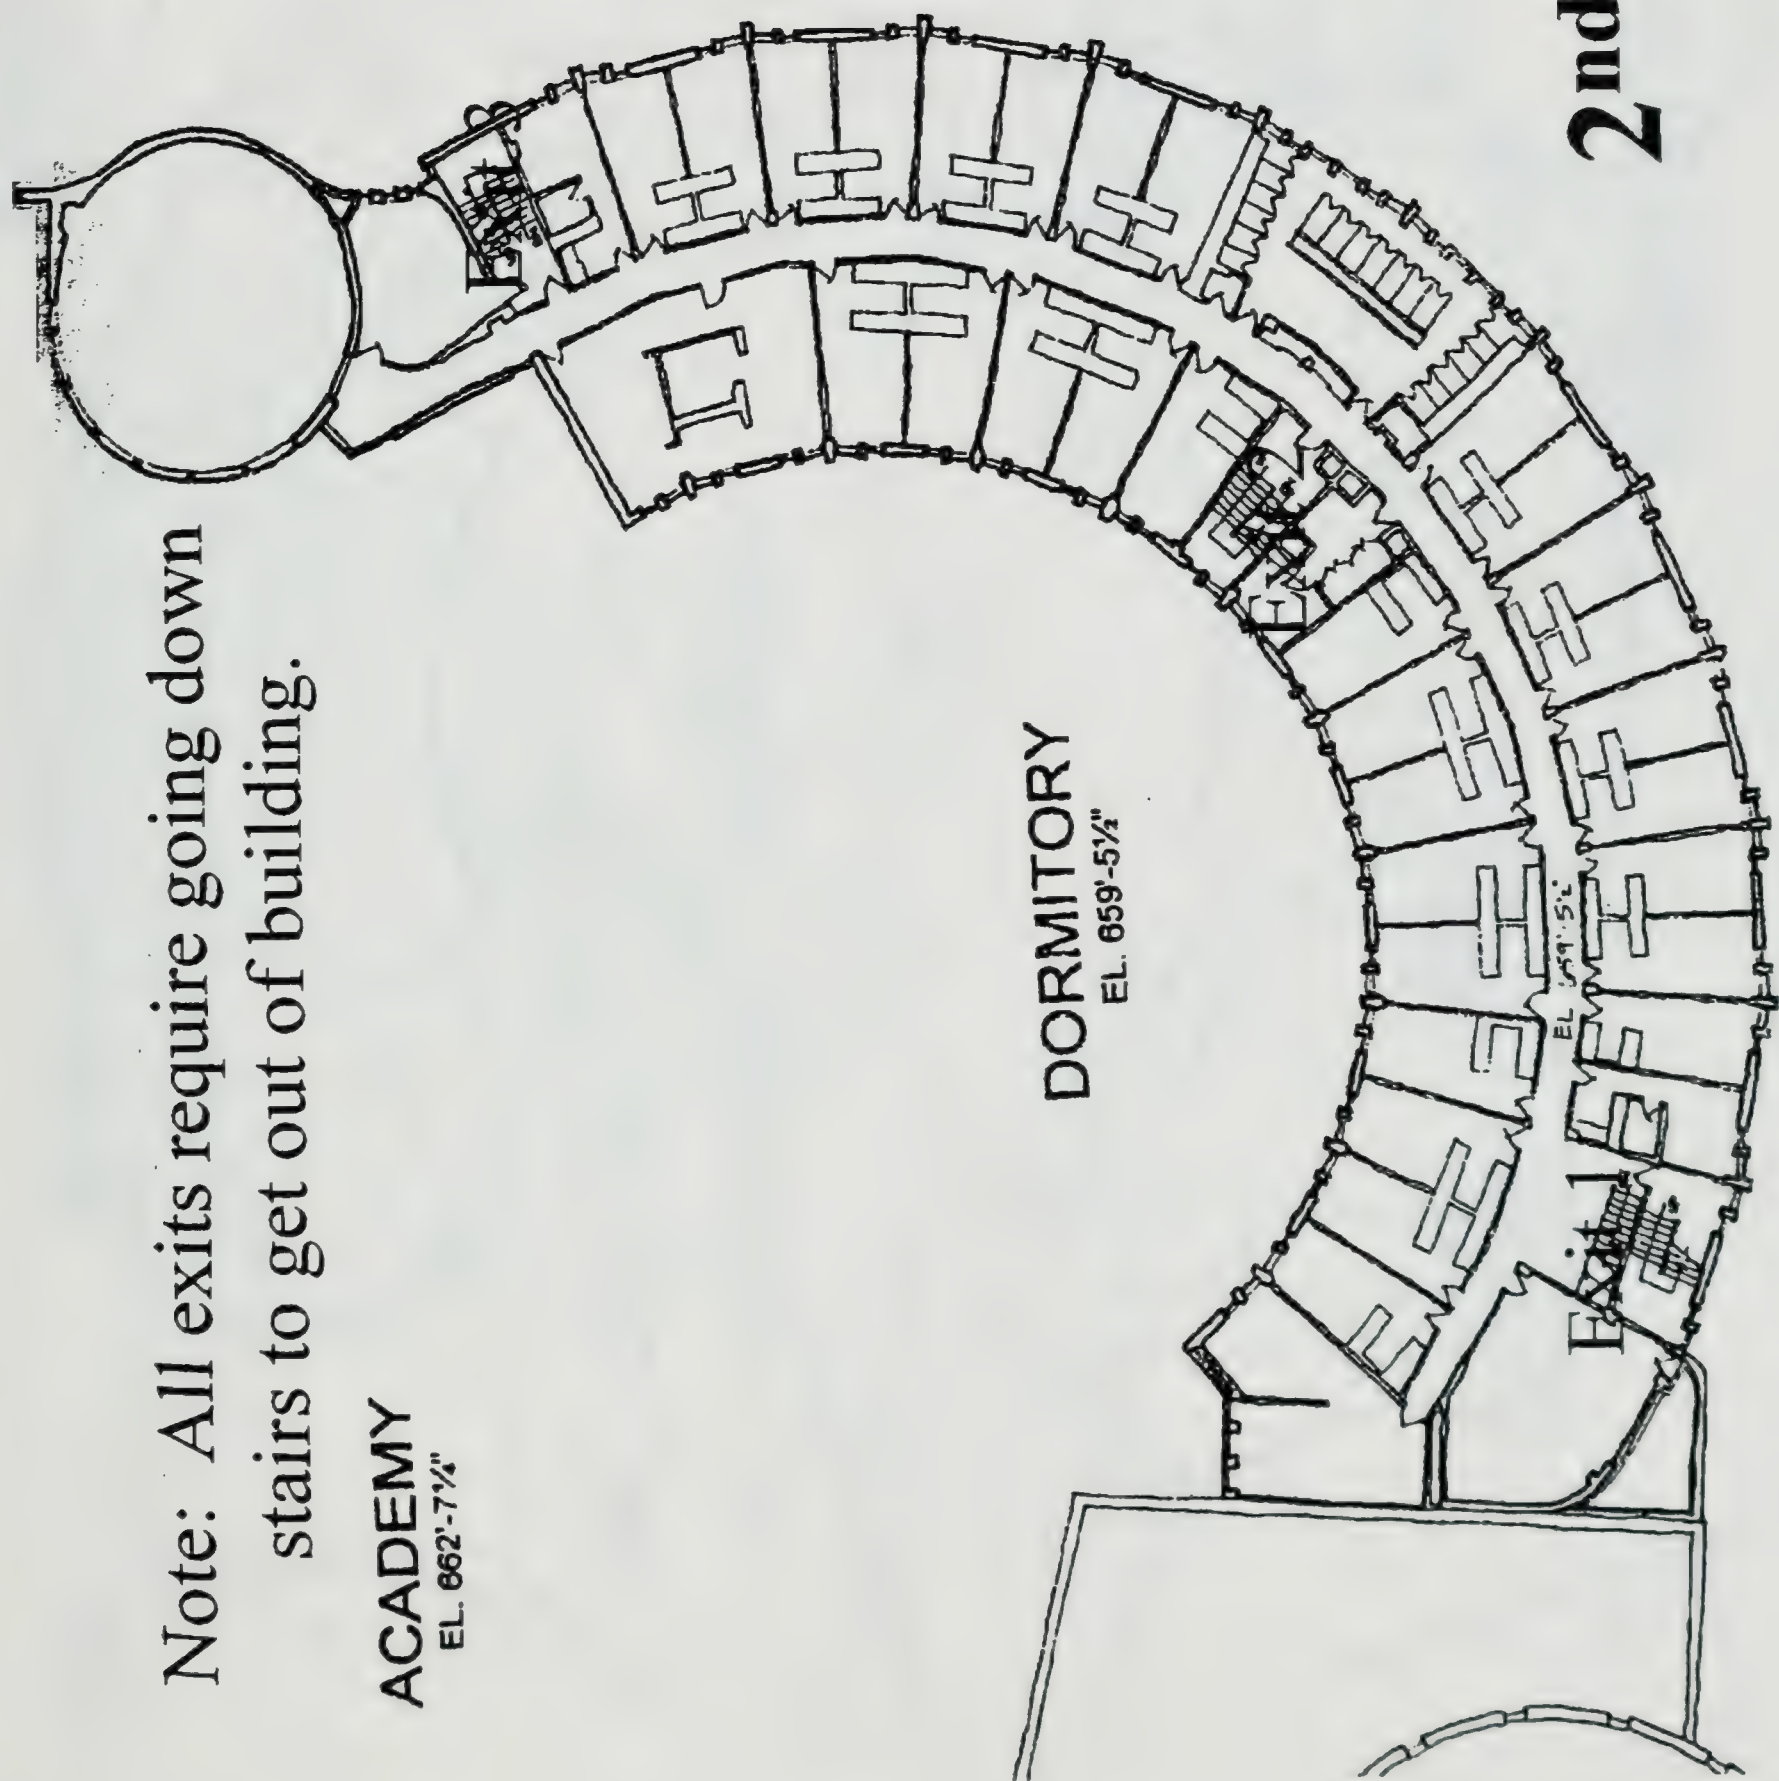 Note: All exits require going down
stairs to get out of building.
ACADEMY
EL. 662'-7¼"
DORMITORY
EL. 659'-5½"
Exit 1
2nd